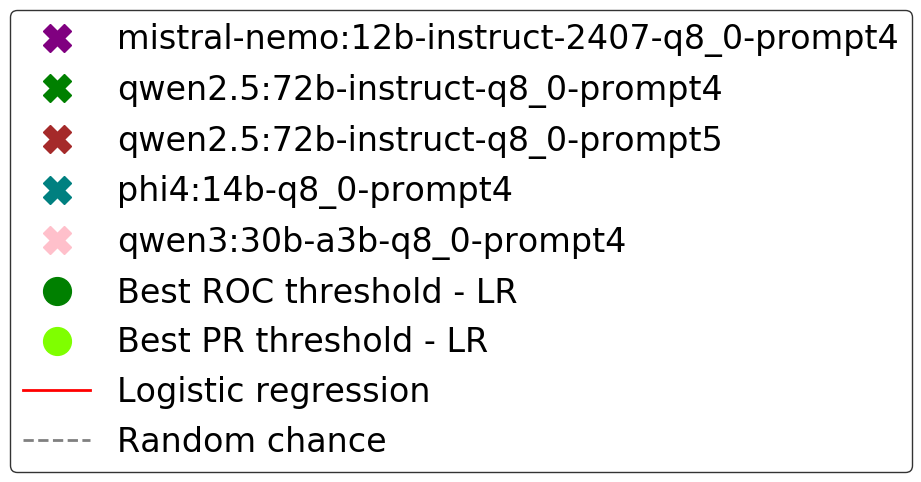 mistral-nemo:12b-instruct-2407-q8_0-prompt4
qwen2.5:72b-instruct-q8_0-prompt4
qwen2.5:72b-instruct-q8_0-prompt5
phi4:14b-q8_0-prompt4
qwen3:30b-a3b-q8_0-prompt4
Best ROC threshold - LR
Best PR threshold - LR
Logistic regression
Random chance